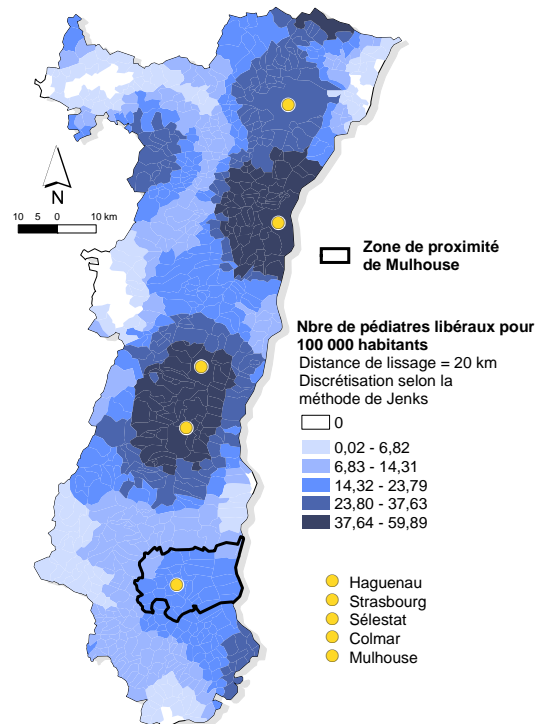 N
10 5 0 10 km
Zone de proximité
de Mulhouse
Nbre de pédiatres libéraux pour
100 000 habitants
Distance de lissage = 20 km
Discrétisation selon la
méthode de Jenks
0
0,02 - 6,82
6,83 - 14,31
14,32 - 23,79
23,80 - 37,63
37,64 - 59,89
Haguenau
Strasbourg
Sélestat
Colmar
Mulhouse